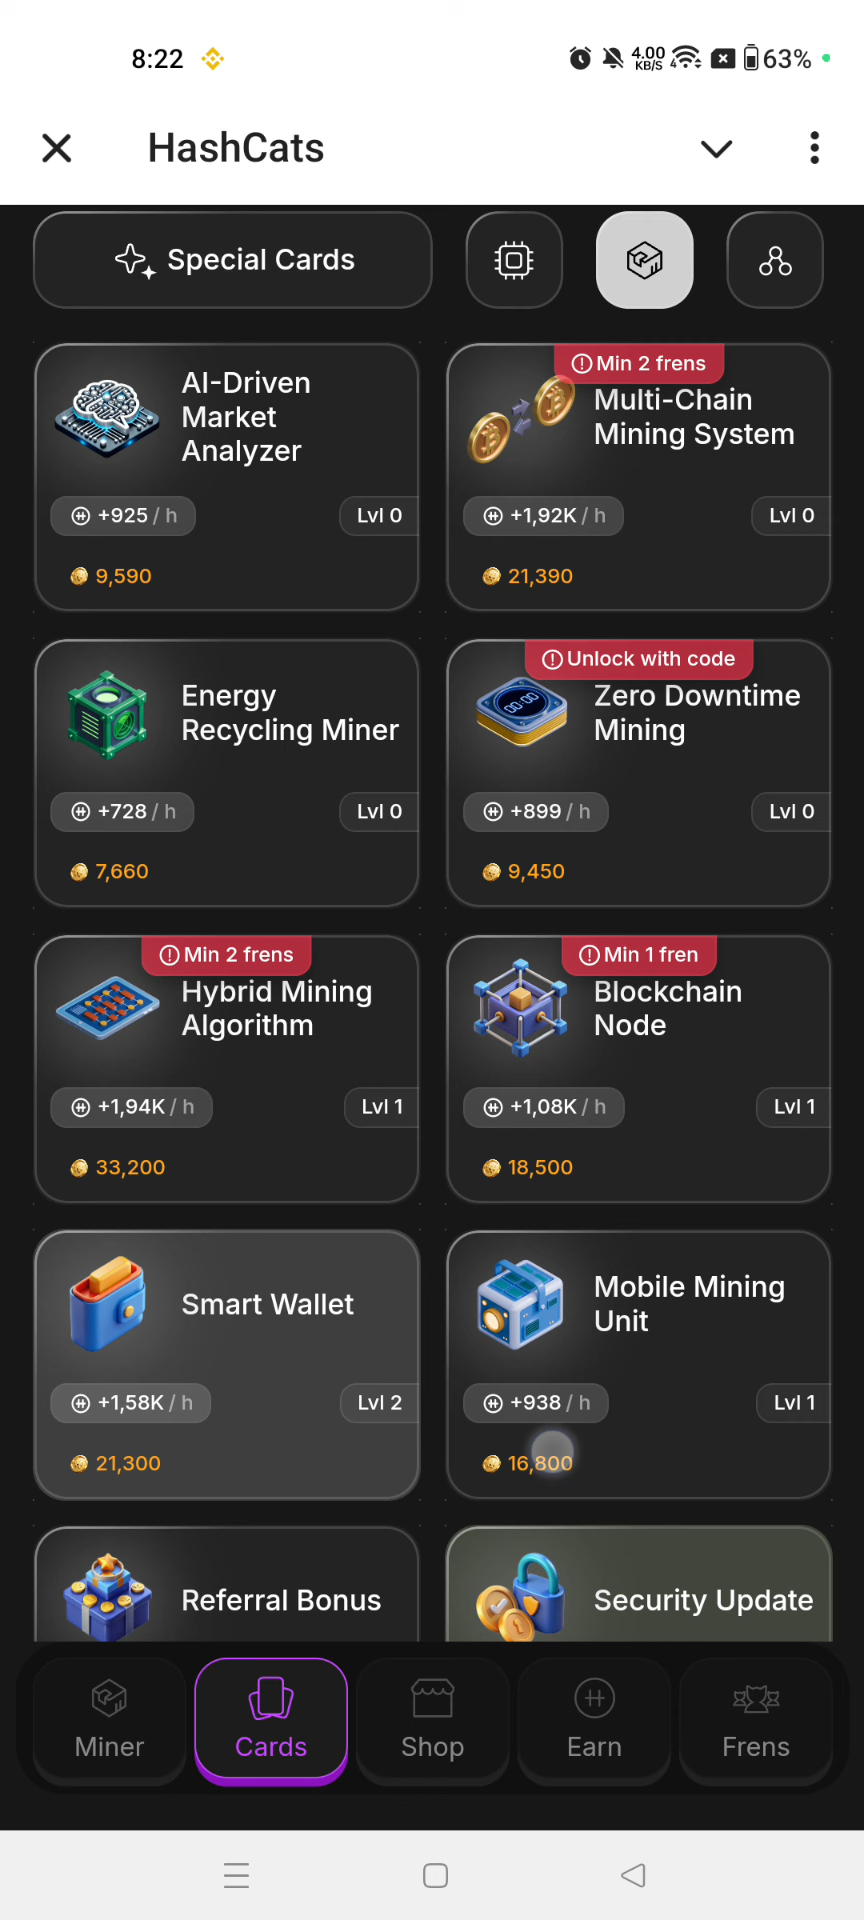 8:22
4.00
KB/S
4
63%
HashCats
Special Cards
AI-Driven
Market
Analyzer
+925 / h
Lvl 0
9,590
Min 2 frens
Multi-Chain
Mining System
+1,92K / h
Lvl 0
21,390
Energy
Recycling Miner
+728 / h
Lvl 0
7,660
Unlock with code
00:00
Zero Downtime
Mining
+899 / h
Lvl 0
9,450
Min 2 frens
Hybrid Mining
Algorithm
+1,94K / h
Lvl 1
33,200
Min 1 fren
Blockchain
Node
+1,08K / h
Lvl 1
18,500
Smart Wallet
+1,58K / h
Lvl 2
21,300
Mobile Mining
Unit
+938 / h
Lvl 1
16,800
Referral Bonus
Security Update
Miner
Cards
Shop
Earn
Frens